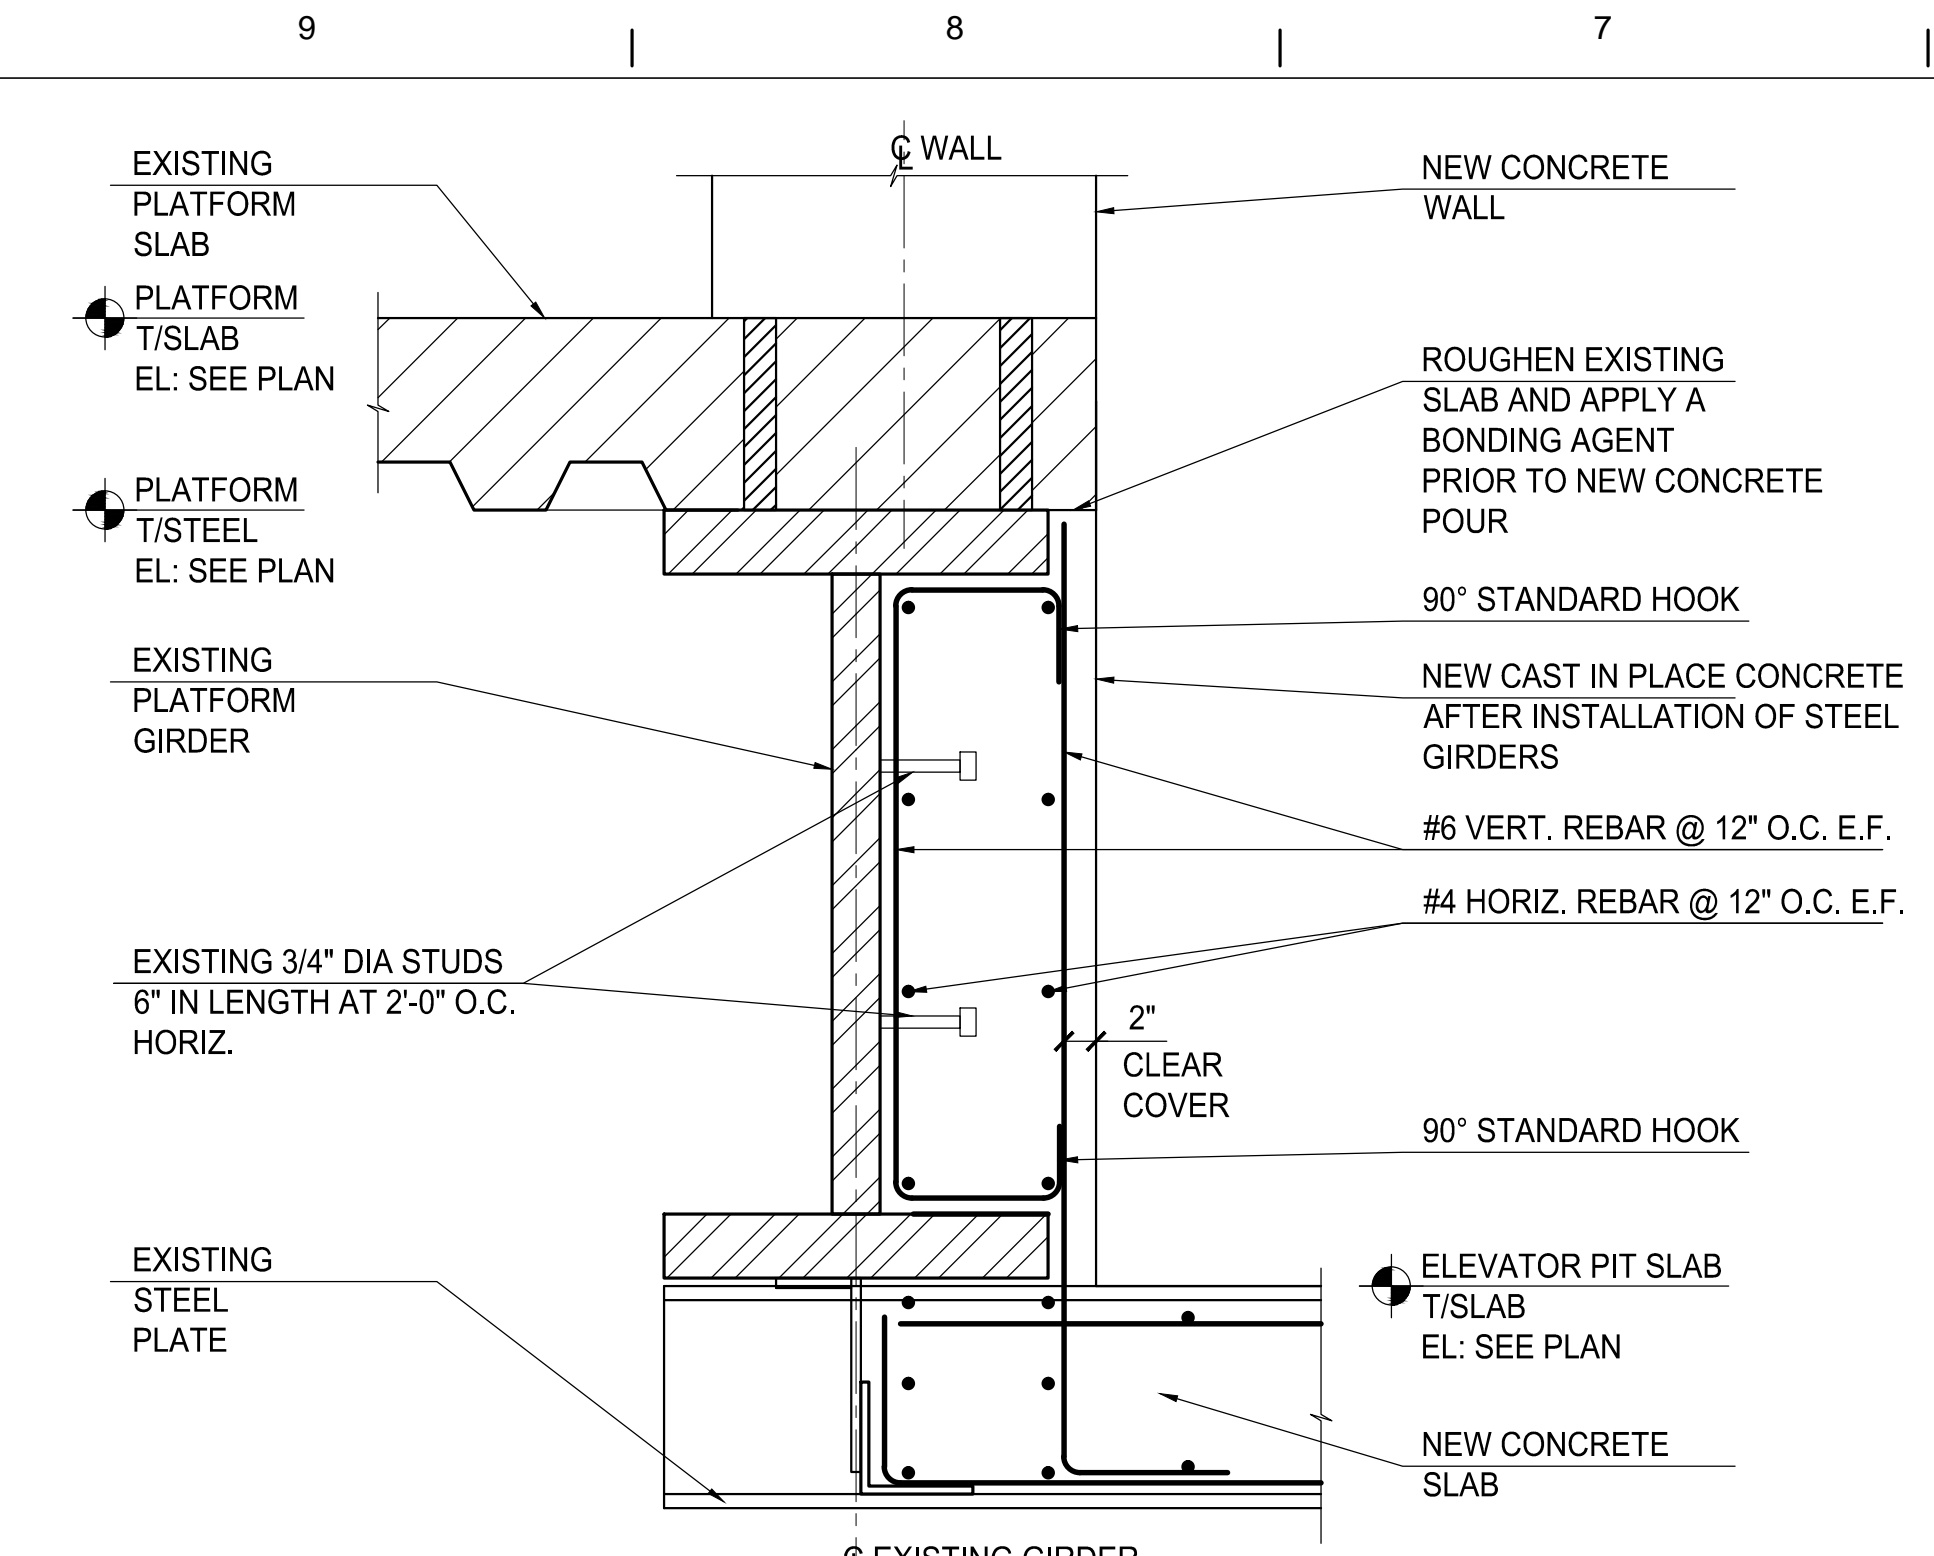 9
8
7
℄ WALL
EXISTING
PLATFORM
SLAB
PLATFORM
T/SLAB
EL: SEE PLAN
PLATFORM
T/STEEL
EL: SEE PLAN
EXISTING
PLATFORM
GIRDER
EXISTING 3/4" DIA STUDS
6" IN LENGTH AT 2'-0" O.C.
HORIZ.
EXISTING
STEEL
PLATE
NEW CONCRETE
WALL
ROUGHEN EXISTING
SLAB AND APPLY A
BONDING AGENT
PRIOR TO NEW CONCRETE
POUR
90° STANDARD HOOK
NEW CAST IN PLACE CONCRETE
AFTER INSTALLATION OF STEEL
GIRDERS
#6 VERT. REBAR @ 12" O.C. E.F.
#4 HORIZ. REBAR @ 12" O.C. E.F.
2"
CLEAR
COVER
90° STANDARD HOOK
ELEVATOR PIT SLAB
T/SLAB
EL: SEE PLAN
NEW CONCRETE
SLAB
℄ EXISTING GIRDER